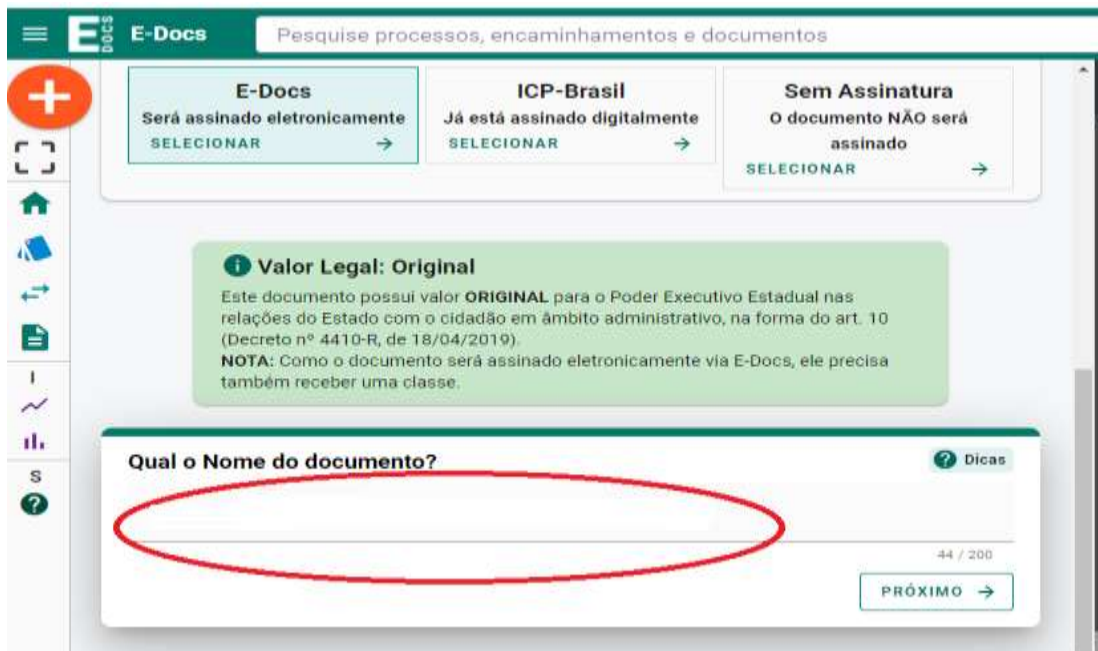 E DOCS E-Docs Pesquise processos, encaminhamentos e documentos
E-Docs
Será assinado eletronicamente
SELECIONAR →
ICP-Brasil
Já está assinado digitalmente
SELECIONAR →
Sem Assinatura
O documento NÃO será
assinado
SELECIONAR →
Valor Legal: Original
Este documento possui valor ORIGINAL para o Poder Executivo Estadual nas
relações do Estado com o cidadão em âmbito administrativo, na forma do art. 10
(Decreto nº 4410-R, de 18/04/2019).
NOTA: Como o documento será assinado eletronicamente via E-Docs, ele precisa
também receber uma classe.
I
S
Qual o Nome do documento?
? Dicas
44 / 200
PRÓXIMO →